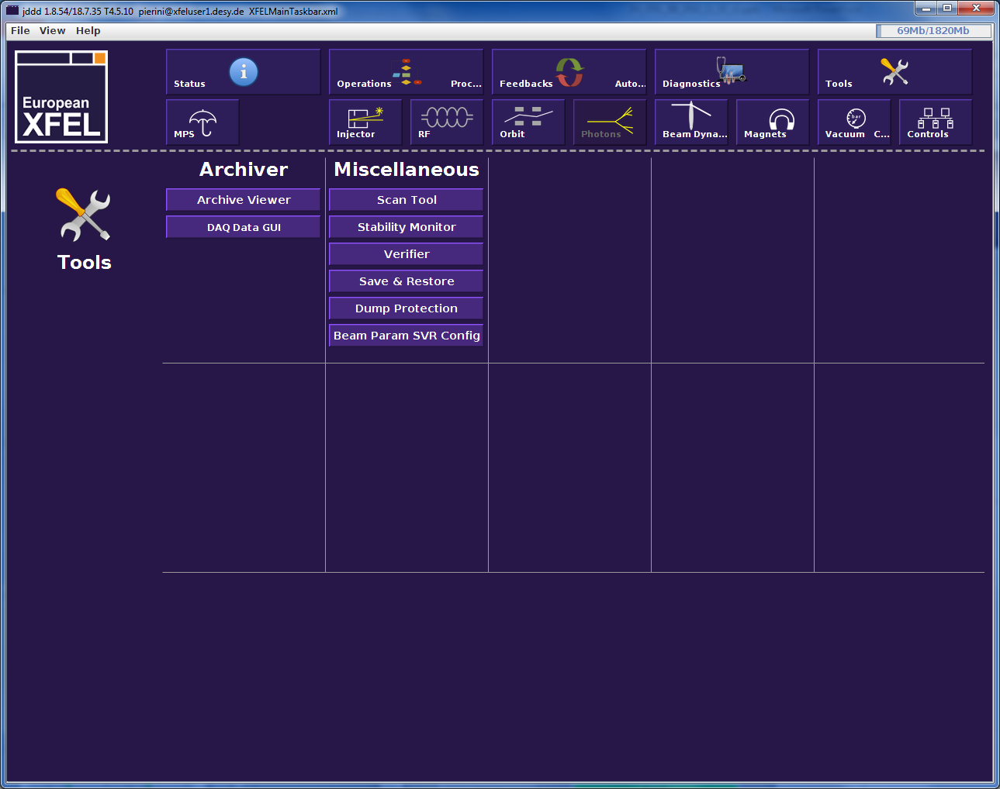 jddd 1.8.54/18.7.35 T4.5.10 pierini@xfeluser1.desy.de XFELMainTaskbar.xml
File View Help 69Mb/1820Mb
European
XFEL
Status
Operations Proc...
Feedbacks Auto...
Diagnostics
Tools
MPS
Injector
RF
Orbit
Photons
Beam Dyna...
Magnets
Vacuum C...
bar
Controls
Tools
Archiver
Archive Viewer
DAQ Data GUI
Miscellaneous
Scan Tool
Stability Monitor
Verifier
Save & Restore
Dump Protection
Beam Param SVR Config